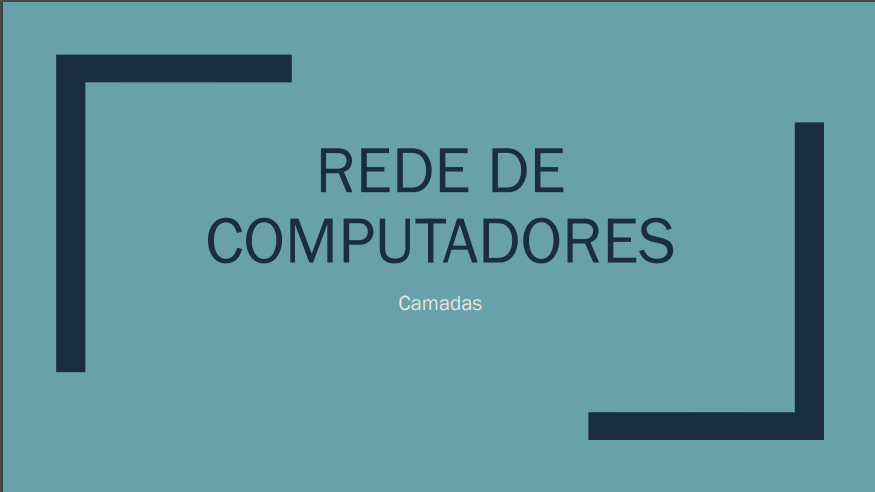 REDE DE
COMPUTADORES
Camadas